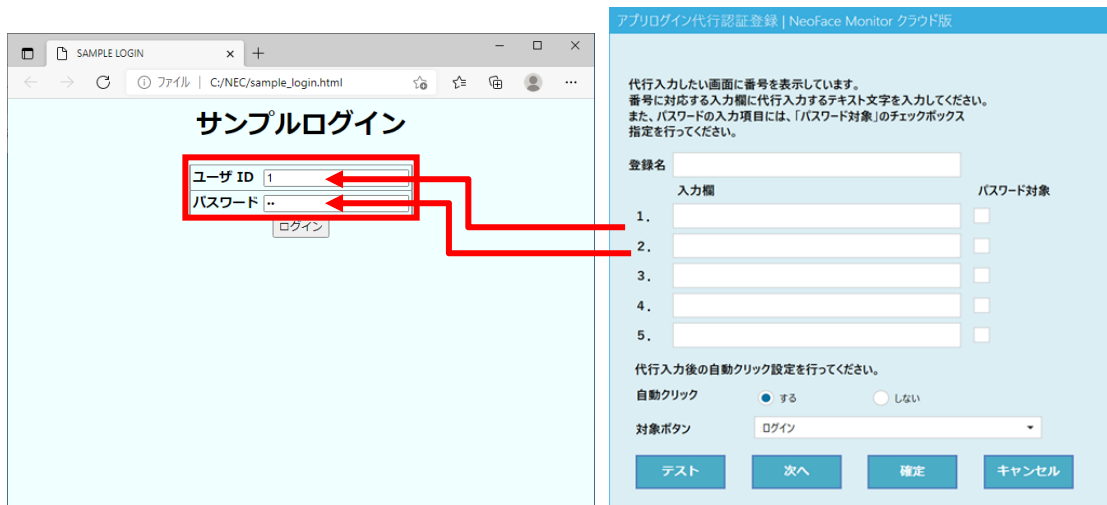 SAMPLE LOGIN
ファイル | C:/NEC/sample_login.html
サンプルログイン
ユーザ ID 1
パスワード ••
ログイン
アプリログイン代行認証登録 | NeoFace Monitor クラウド版
代行入力したい画面に番号を表示しています。
番号に対応する入力欄に代行入力するテキスト文字を入力してください。
また、パスワードの入力項目には、「パスワード対象」のチェックボックス
指定を行ってください。
登録名
入力欄 パスワード対象
1.
2.
3.
4.
5.
代行入力後の自動クリック設定を行ってください。
自動クリック する しない
対象ボタン ログイン
テスト 次へ 確定 キャンセル